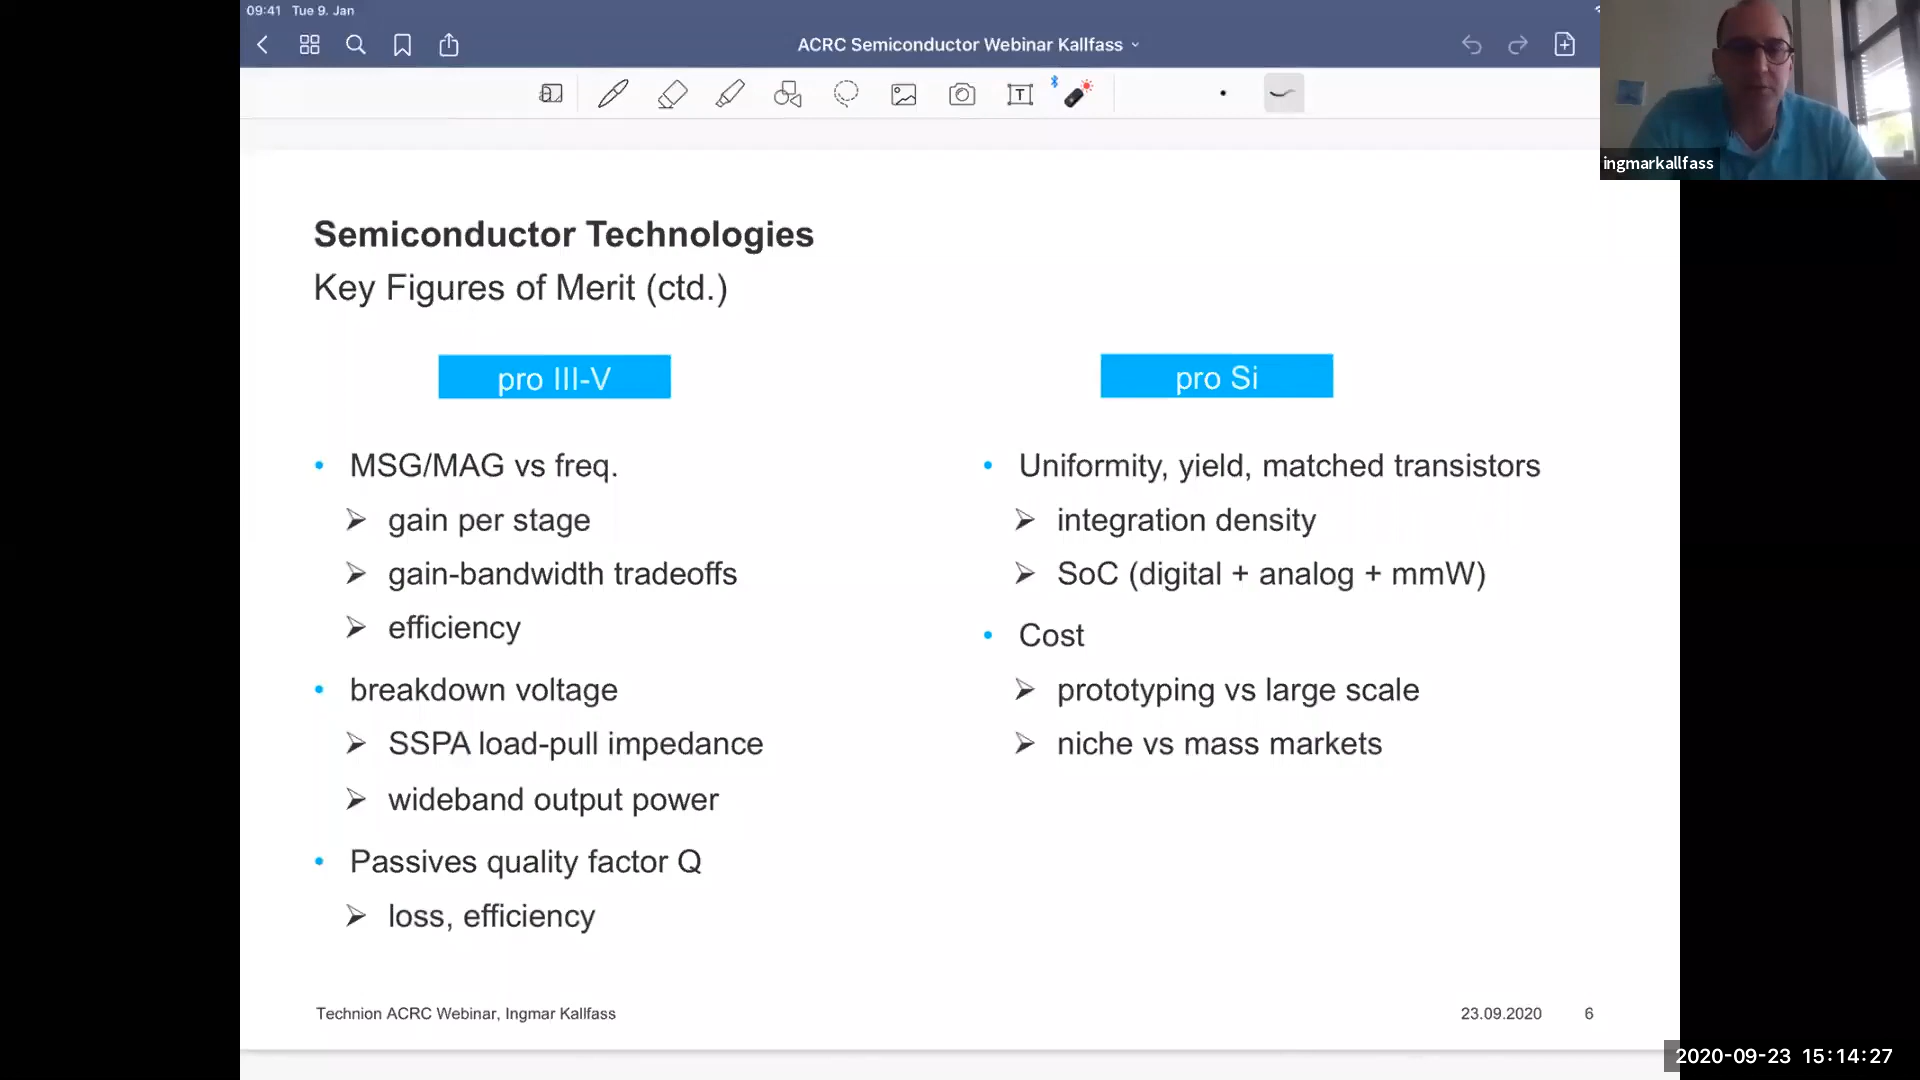 09:41 Tue 9. Jan
ACRC Semiconductor Webinar Kallfass
T
ingmarkallfass
Semiconductor Technologies
Key Figures of Merit (ctd.)
pro III-V
MSG/MAG vs freq.
gain per stage
gain-bandwidth tradeoffs
efficiency
breakdown voltage
SSPA load-pull impedance
wideband output power
Passives quality factor Q
loss, efficiency
pro Si
Uniformity, yield, matched transistors
integration density
SoC (digital + analog + mmW)
Cost
prototyping vs large scale
niche vs mass markets
Technion ACRC Webinar, Ingmar Kallfass
23.09.2020 6
2020-09-23 15:14:27